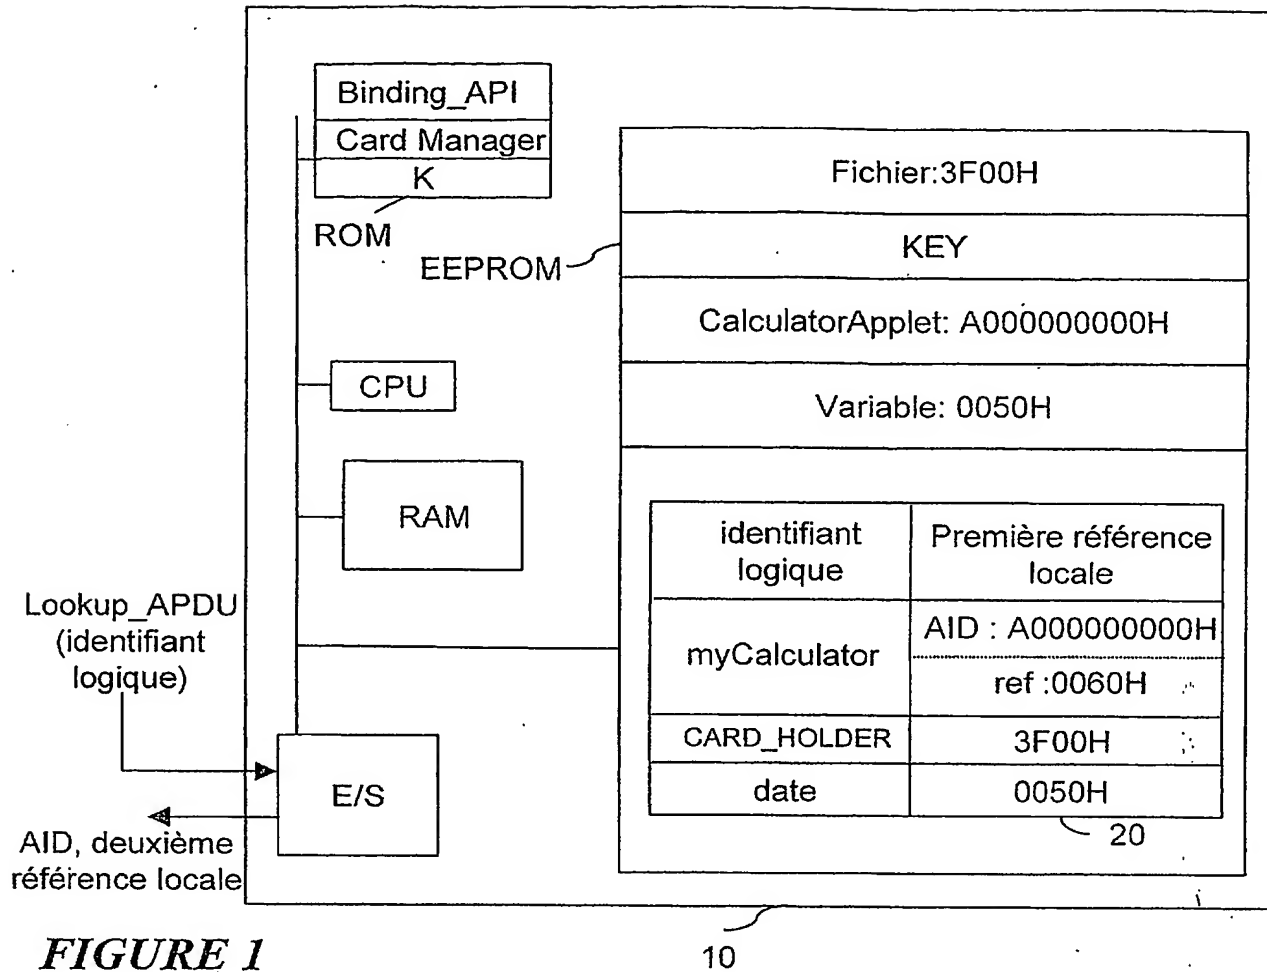 Binding_API
Card Manager
K
ROM
EEPROM
Fichier:3F00H
KEY
CalculatorApplet: A000000000H
Variable: 0050H
CPU
RAM
identifiant
logique
Première référence
locale
myCalculator
AID : A000000000H
ref :0060H
CARD_HOLDER
3F00H
date
0050H
20
Lookup_APDU
(identifiant
logique)
E/S
AID, deuxième
référence locale
10
FIGURE 1